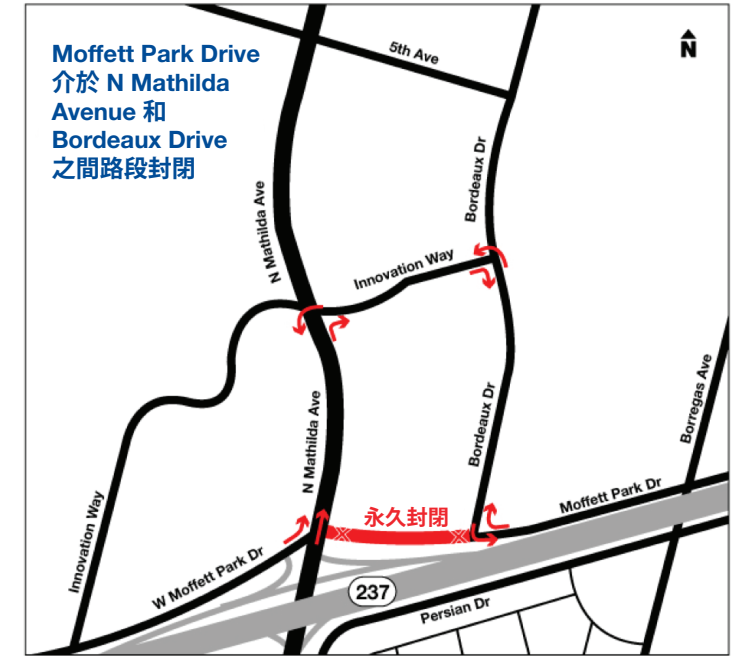 Moffett Park Drive
介於 N Mathilda
Avenue 和
Bordeaux Drive
之間路段封閉
N
5th Ave
Bordeaux Dr
N Mathilda Ave
Innovation Way
N Mathilda Ave
Bordeaux Dr
Borregas Ave
Innovation Way
永久封閉
Moffett Park Dr
W Moffett Park Dr
237
Persian Dr